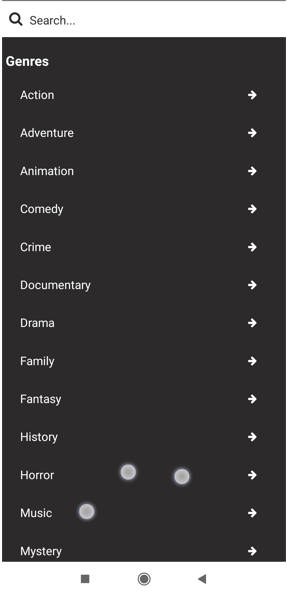 Search...
Genres
Action
Adventure
Animation
Comedy
Crime
Documentary
Drama
Family
Fantasy
History
Horror
Music
Mystery